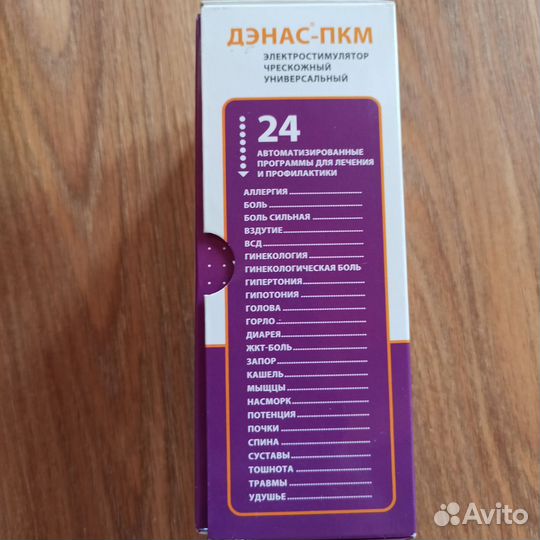 ДЭНАС®-ПКМ
ЭЛЕКТРОСТИМУЛЯТОР
ЧРЕСКОЖНЫЙ
УНИВЕРСАЛЬНЫЙ
24
АВТОМАТИЗИРОВАННЫЕ
ПРОГРАММЫ ДЛЯ ЛЕЧЕНИЯ
И ПРОФИЛАКТИКИ
АЛЛЕРГИЯ
БОЛЬ
БОЛЬ СИЛЬНАЯ
ВЗДУТИЕ
ВСД
ГИНЕКОЛОГИЯ
ГИНЕКОЛОГИЧЕСКАЯ БОЛЬ
ГИПЕРТОНИЯ
ГИПОТОНИЯ
ГОЛОВА
ГОРЛО
ДИАРЕЯ
ЖКТ-БОЛЬ
ЗАПОР
КАШЕЛЬ
МЫЩЦЫ
НАСМОРК
ПОТЕНЦИЯ
ПОЧКИ
СПИНА
СУСТАВЫ
ТОШНОТА
ТРАВМЫ
УДУШЬЕ
Avito